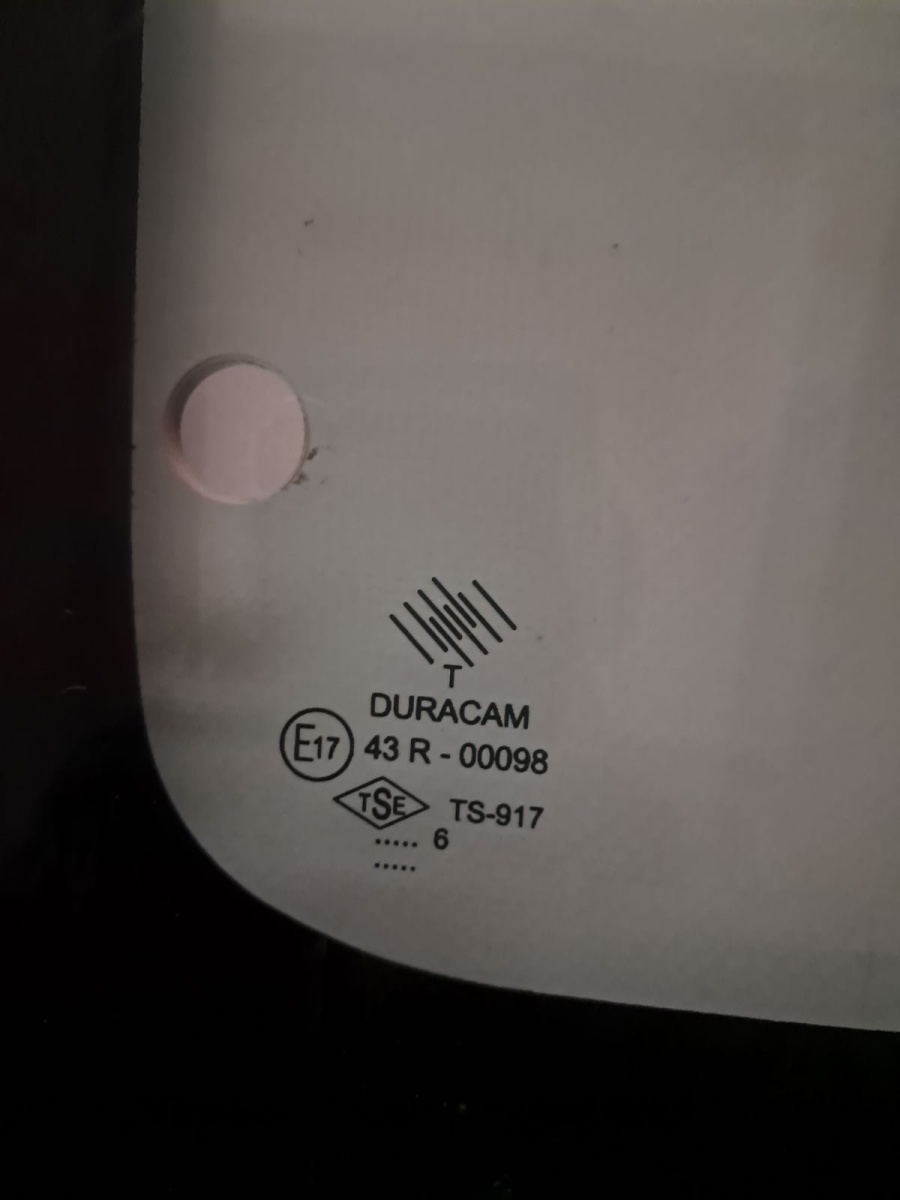 T
DURACAM
E17 43 R - 00098
TSE TS-917
..... 6
.....